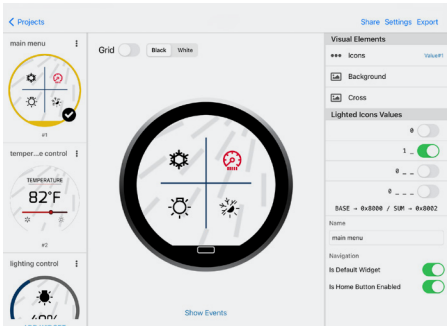 Projects
Share Settings Export
main menu
#1
temper...e control
TEMPERATURE
82°F
#2
lighting control
Grid
Black White
Show Events
Visual Elements
Icons Value#1
Background
Cross
Lighted Icons Values
0
1 _
0 _ _
0 _ _ _
BASE → 0x8000 / SUM → 0x8002
Name
main menu
Navigation
Is Default Widget
Is Home Button Enabled